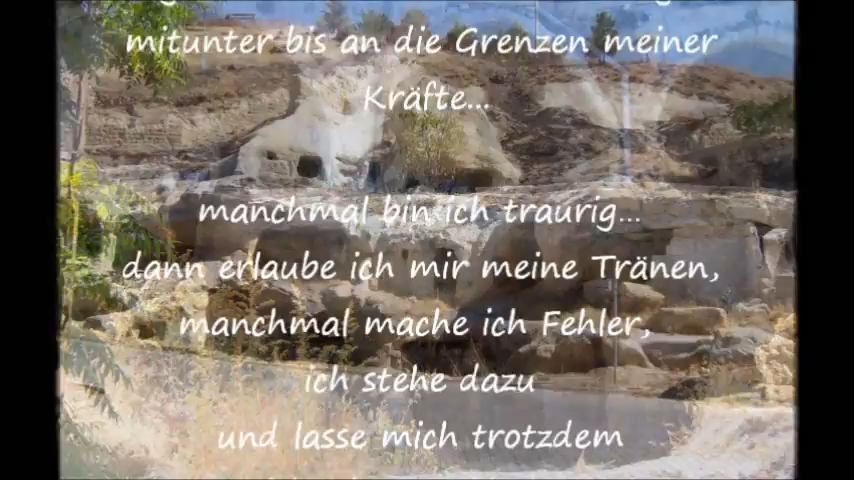 mitunter bis an die Grenzen meiner
Kräfte...
manchmal bin ich traurig...
dann erlaube ich mir meine Tränen,
manchmal mache ich Fehler,
ich stehe dazu
und lasse mich trotzdem